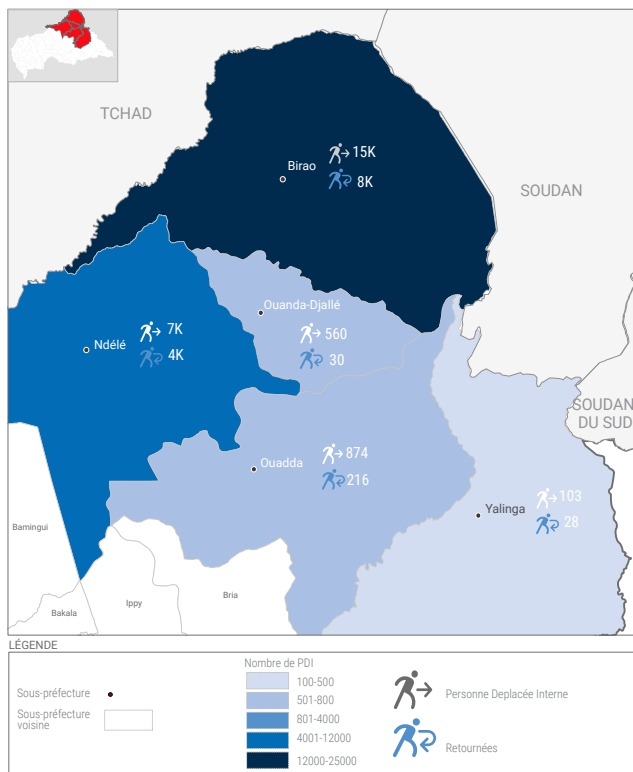 TCHAD
15K
Birao
8K
SOUDAN
Ouanda-Djallé
7K
560
Ndélé
4K
30
SOUDAN
DU SUD
874
Ouadda
216
103
Yalinga
28
Bamingui
Bria
Ippy
Bakala
LÉGENDE
Nombre de PDI
100-500
Sous-préfecture
501-800
Personne Deplacée Interne
Sous-préfecture
voisine
801-4000
4001-12000
Retournées
12000-25000